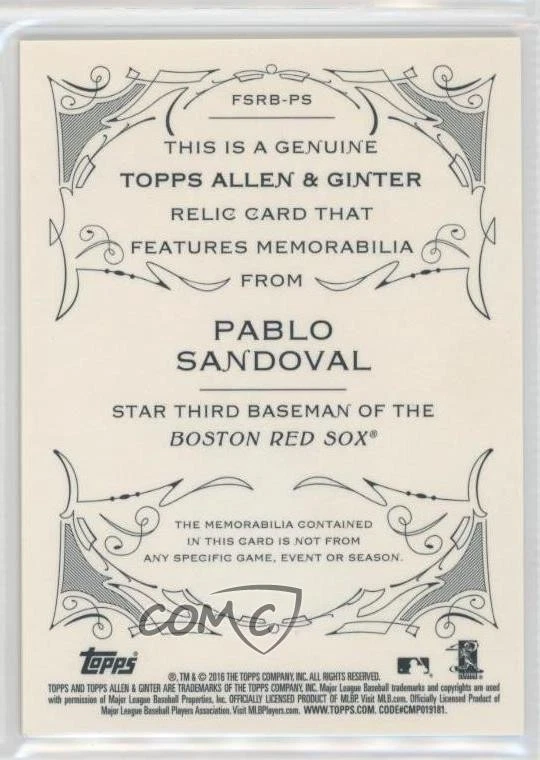 FSRB-PS
THIS IS A GENUINE
TOPPS ALLEN & GINTER
RELIC CARD THAT
FEATURES MEMORABILIA
FROM
PABLO
SANDOVAL
STAR THIRD BASEMAN OF THE
BOSTON RED SOX®
THE MEMORABILIA CONTAINED
IN THIS CARD IS NOT FROM
ANY SPECIFIC GAME, EVENT OR SEASON.
COMC
Topps
®, TM & © 2016 THE TOPPS COMPANY, INC. ALL RIGHTS RESERVED.
TOPPS AND TOPPS ALLEN & GINTER ARE TRADEMARKS OF THE TOPPS COMPANY, INC. Major League Baseball trademarks and copyrights are used
with permission of Major League Baseball Properties, Inc. OFFICIALLY LICENSED PRODUCT OF MLBP. Visit MLB.com. Officially Licensed Product of
Major League Baseball Players Association. Visit MLBPlayers.com. WWW.TOPPS.COM. CODE#CMP019181.